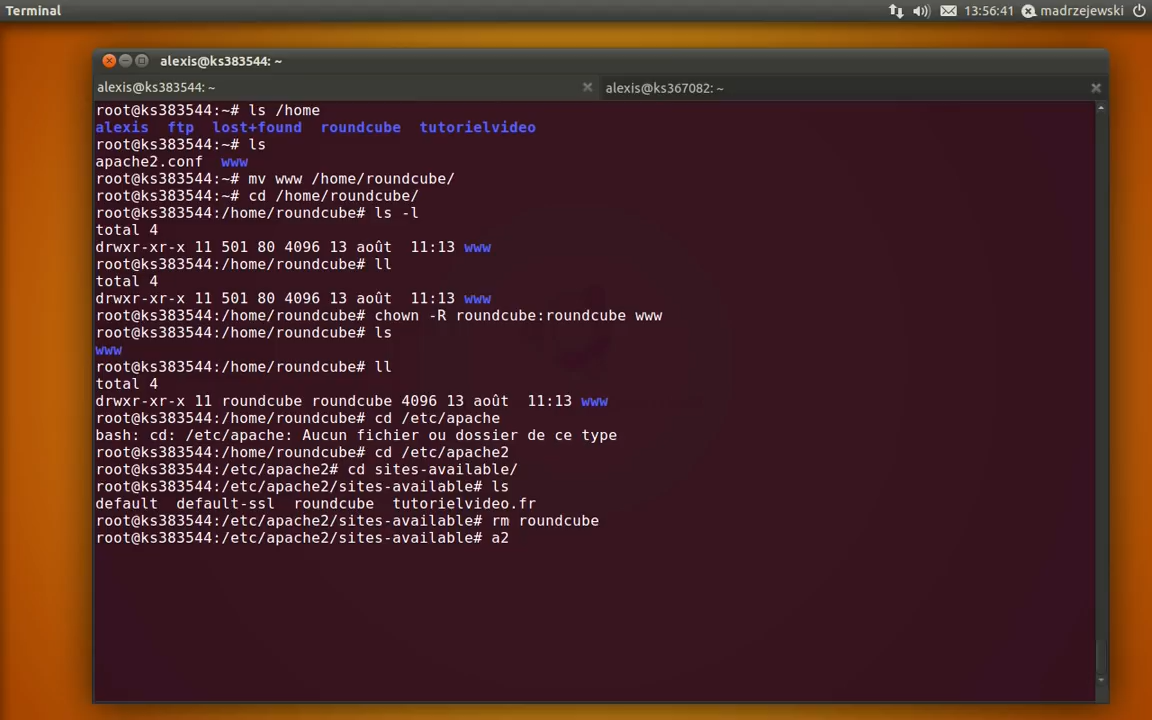 Terminal
13:56:41
madrzejewski
alexis@ks383544: ~
alexis@ks383544: ~
alexis@ks367082: ~
root@ks383544:~# ls /home
alexis  ftp  lost+found  roundcube  tutorielvideo
root@ks383544:~# ls
apache2.conf  www
root@ks383544:~# mv www /home/roundcube/
root@ks383544:~# cd /home/roundcube/
root@ks383544:/home/roundcube# ls -l
total 4
drwxr-xr-x 11 501 80 4096 13 août  11:13 www
root@ks383544:/home/roundcube# ll
total 4
drwxr-xr-x 11 501 80 4096 13 août  11:13 www
root@ks383544:/home/roundcube# chown -R roundcube:roundcube www
root@ks383544:/home/roundcube# ls
www
root@ks383544:/home/roundcube# ll
total 4
drwxr-xr-x 11 roundcube roundcube 4096 13 août  11:13 www
root@ks383544:/home/roundcube# cd /etc/apache
bash: cd: /etc/apache: Aucun fichier ou dossier de ce type
root@ks383544:/home/roundcube# cd /etc/apache2
root@ks383544:/etc/apache2# cd sites-available/
root@ks383544:/etc/apache2/sites-available# ls
default  default-ssl  roundcube  tutorielvideo.fr
root@ks383544:/etc/apache2/sites-available# rm roundcube
root@ks383544:/etc/apache2/sites-available# a2